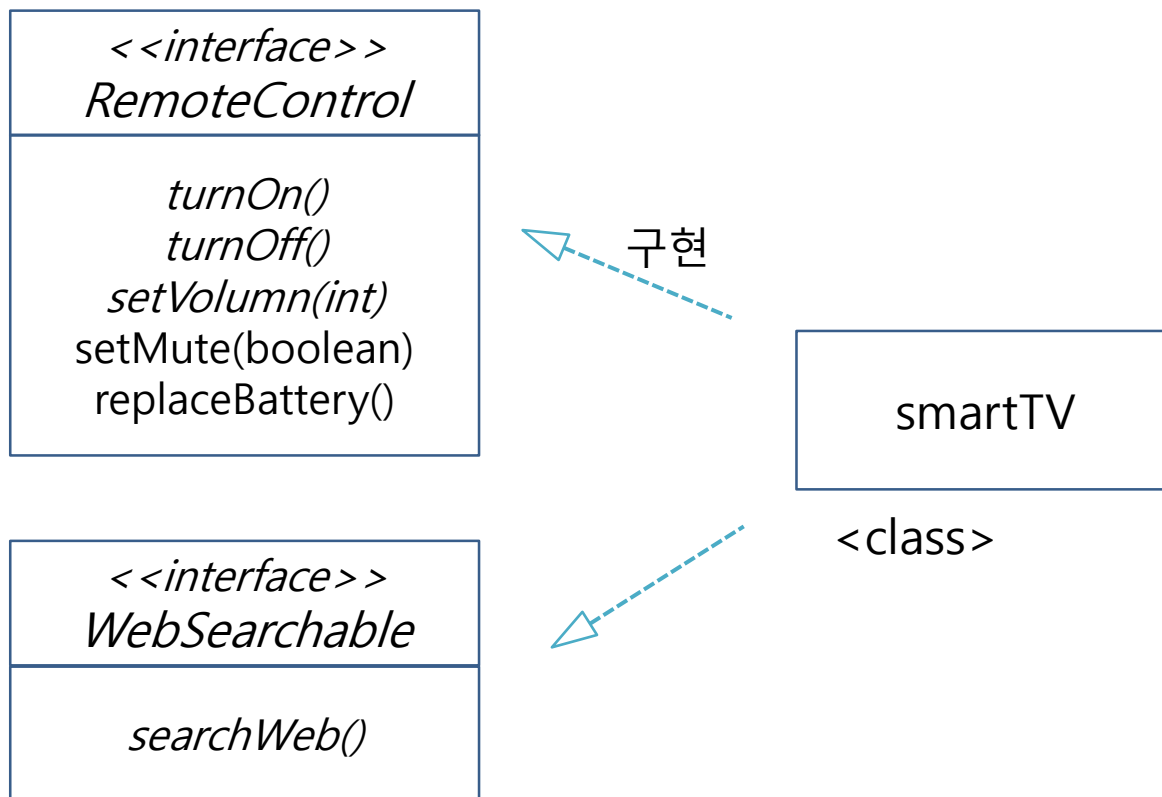 <<interface>>
RemoteControl
turnOn()
turnOff()
setVolumn(int)
setMute(boolean)
replaceBattery()
구현
smartTV
<class>
<<interface>>
WebSearchable
searchWeb()